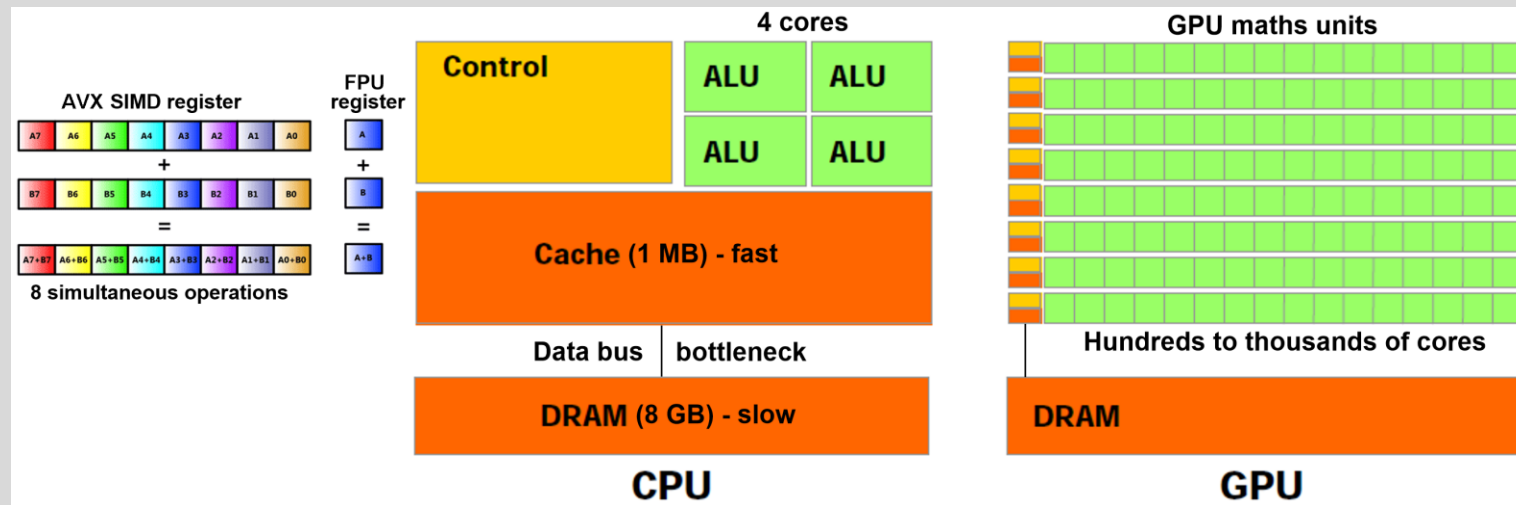 AVX SIMD register
A7 A6 A5 A4 A3 A2 A1 A0
+
B7 B6 B5 B4 B3 B2 B1 B0
=
A7+B7 A6+B6 A5+B5 A4+B4 A3+B3 A2+B2 A1+B1 A0+B0
8 simultaneous operations
FPU
register
A
+
B
=
A+B
4 cores
Control
ALU ALU
ALU ALU
Cache (1 MB) - fast
Data bus bottleneck
DRAM (8 GB) - slow
CPU
GPU maths units
Hundreds to thousands of cores
DRAM
GPU